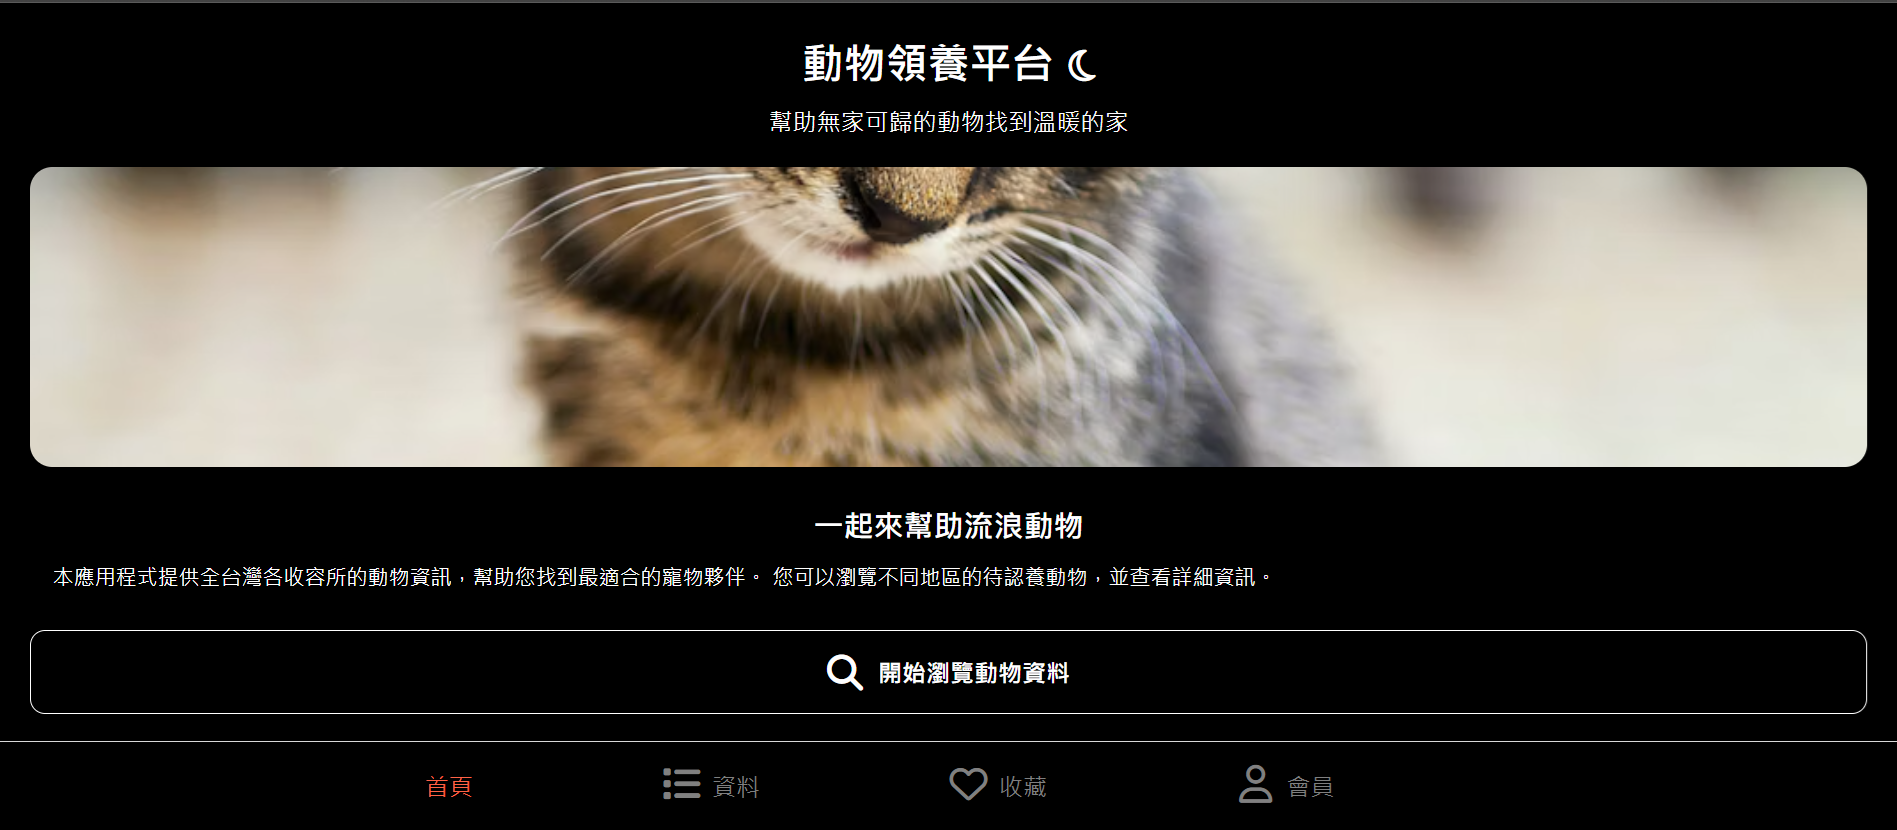 動物領養平台
幫助無家可歸的動物找到溫暖的家
一起來幫助流浪動物
本應用程式提供全台灣各收容所的動物資訊，幫助您找到最適合的寵物夥伴。 您可以瀏覽不同地區的待認養動物，並查看詳細資訊。
開始瀏覽動物資料
首頁 資料 收藏 會員